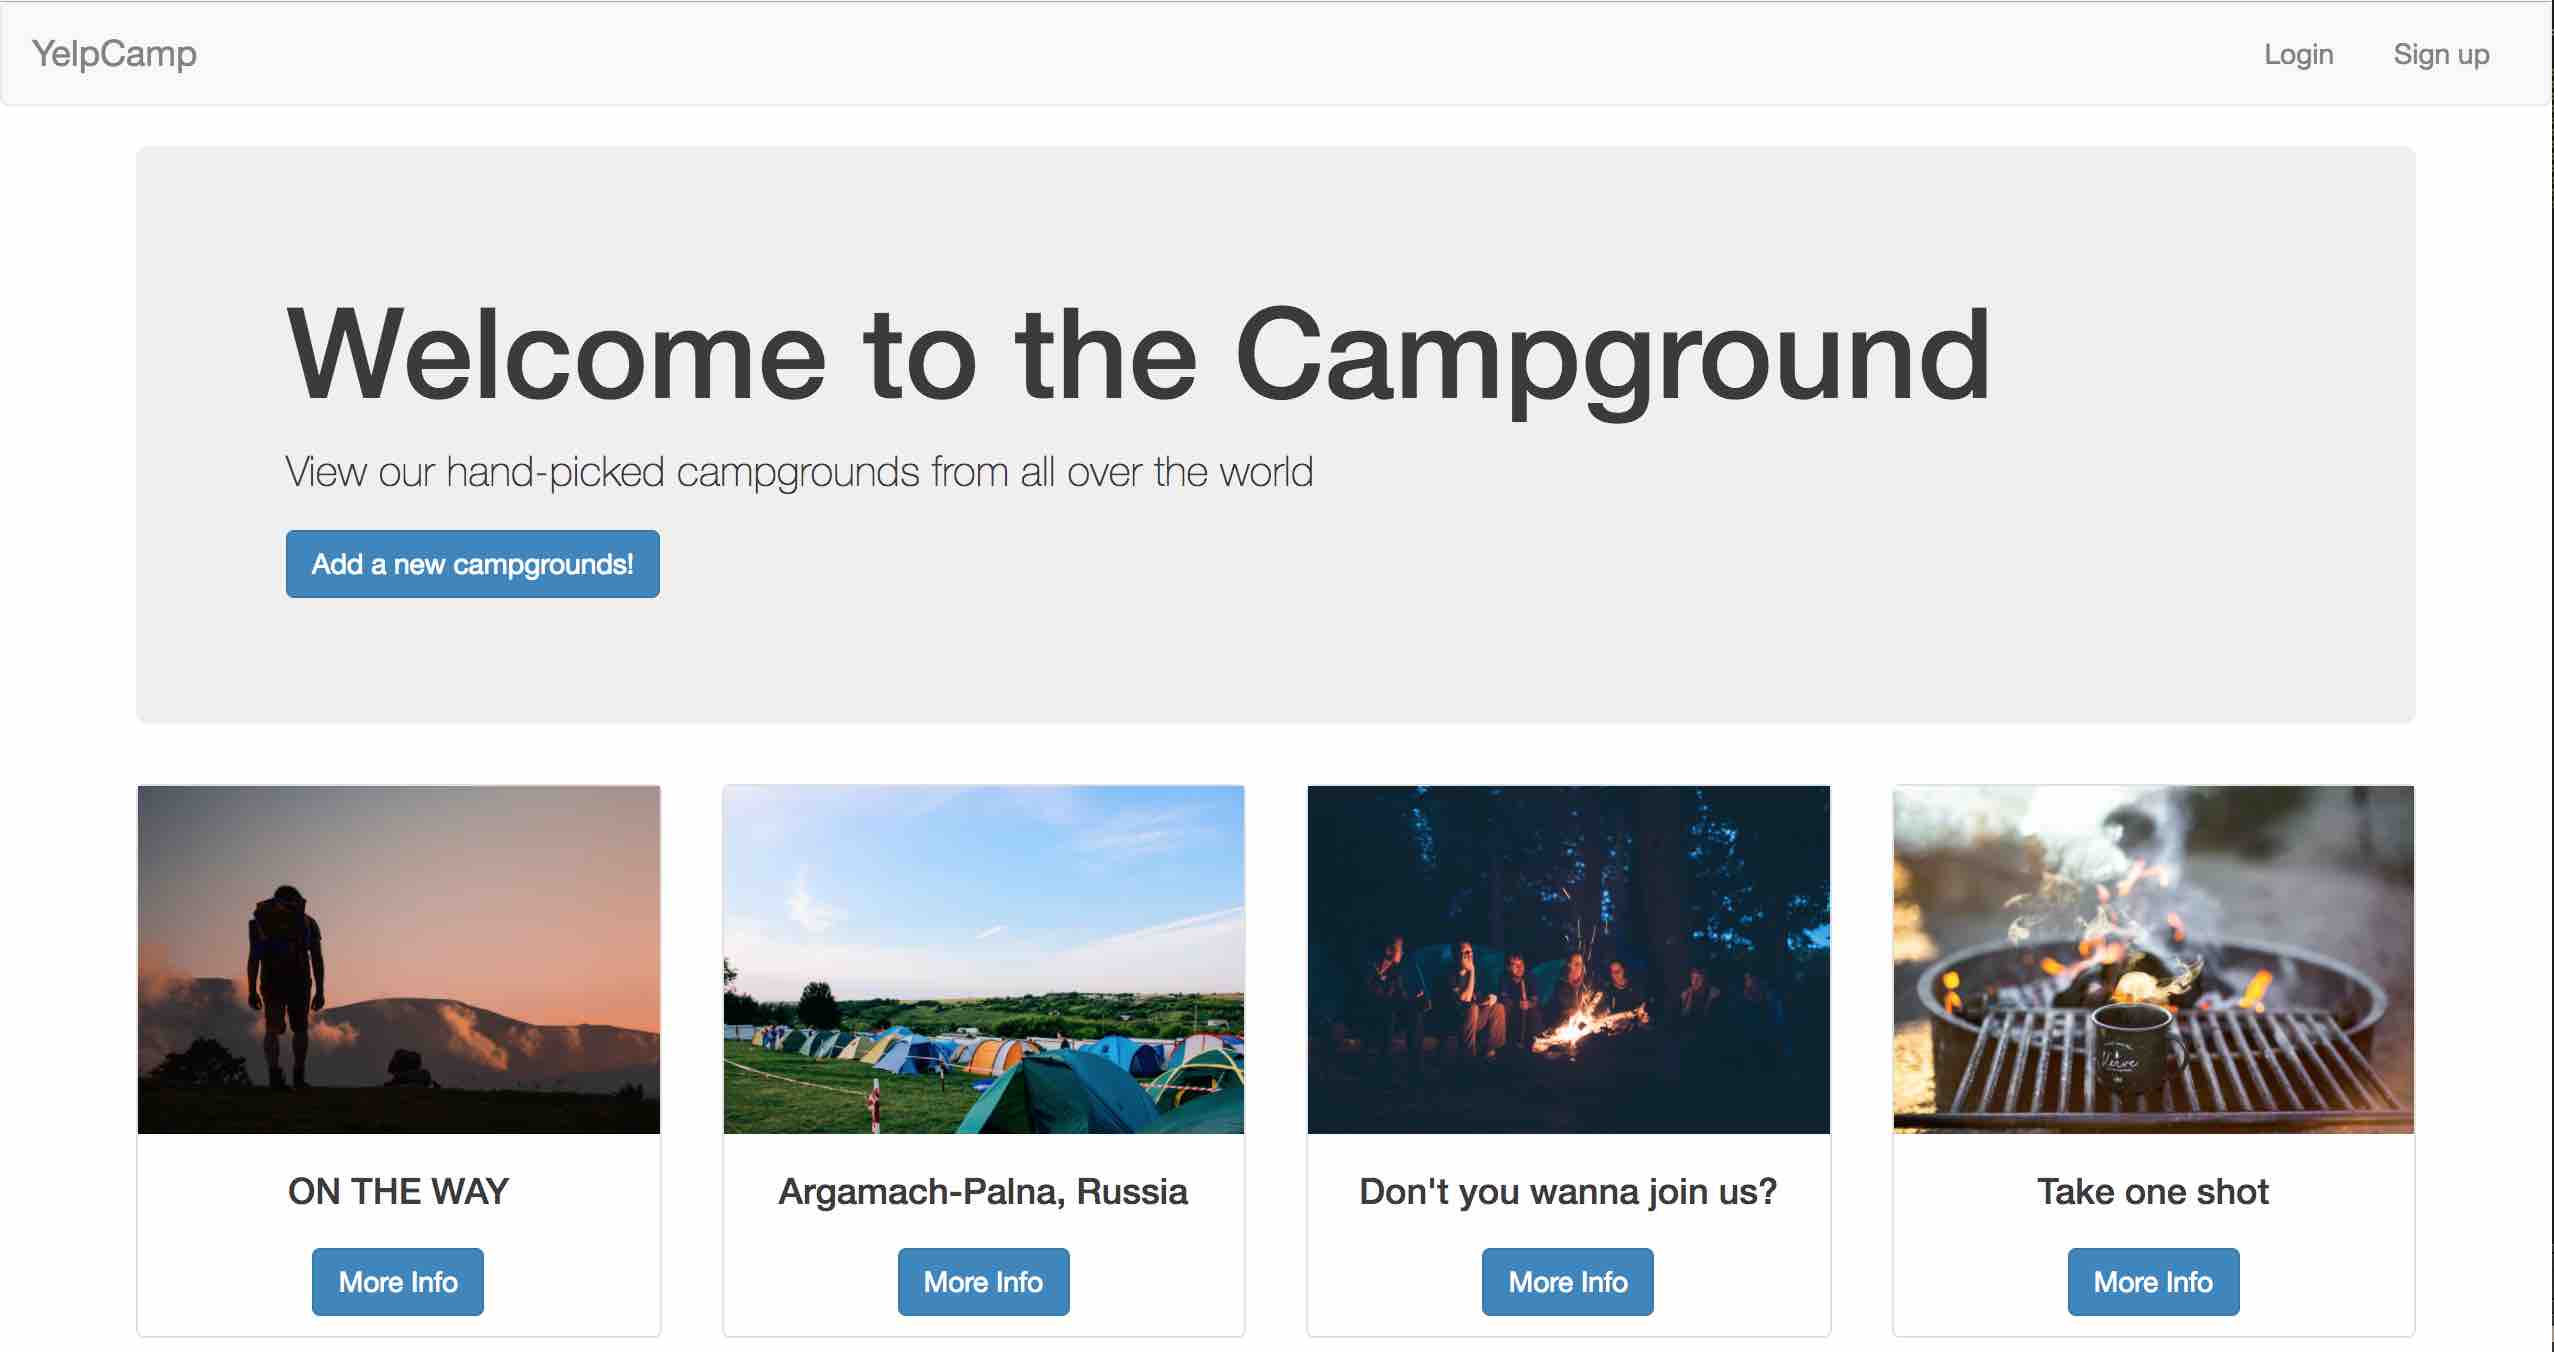 YelpCamp
Login
Sign up
Welcome to the Campground
View our hand-picked campgrounds from all over the world
Add a new campgrounds!
Verve
ON THE WAY
Argamach-Palna, Russia
Don't you wanna join us?
Take one shot
More Info
More Info
More Info
More Info